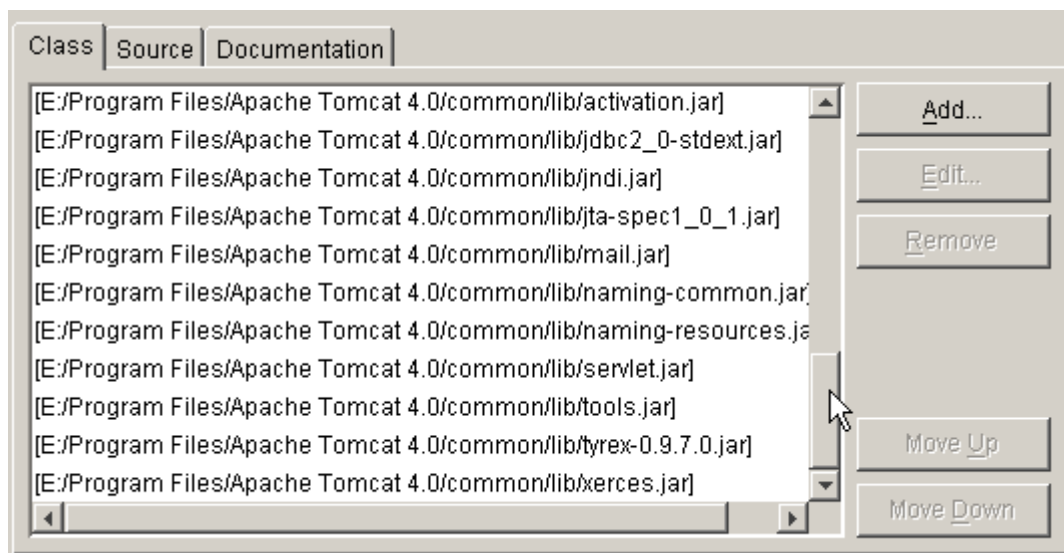 Class Source Documentation
[E:/Program Files/Apache Tomcat 4.0/common/lib/activation.jar]
[E:/Program Files/Apache Tomcat 4.0/common/lib/jdbc2_0-stdext.jar]
[E:/Program Files/Apache Tomcat 4.0/common/lib/jndi.jar]
[E:/Program Files/Apache Tomcat 4.0/common/lib/jta-spec1_0_1.jar]
[E:/Program Files/Apache Tomcat 4.0/common/lib/mail.jar]
[E:/Program Files/Apache Tomcat 4.0/common/lib/naming-common.jar]
[E:/Program Files/Apache Tomcat 4.0/common/lib/naming-resources.ja
[E:/Program Files/Apache Tomcat 4.0/common/lib/servlet.jar]
[E:/Program Files/Apache Tomcat 4.0/common/lib/tools.jar]
[E:/Program Files/Apache Tomcat 4.0/common/lib/tyrex-0.9.7.0.jar]
[E:/Program Files/Apache Tomcat 4.0/common/lib/xerces.jar]
Add...
Edit...
Remove
Move Up
Move Down